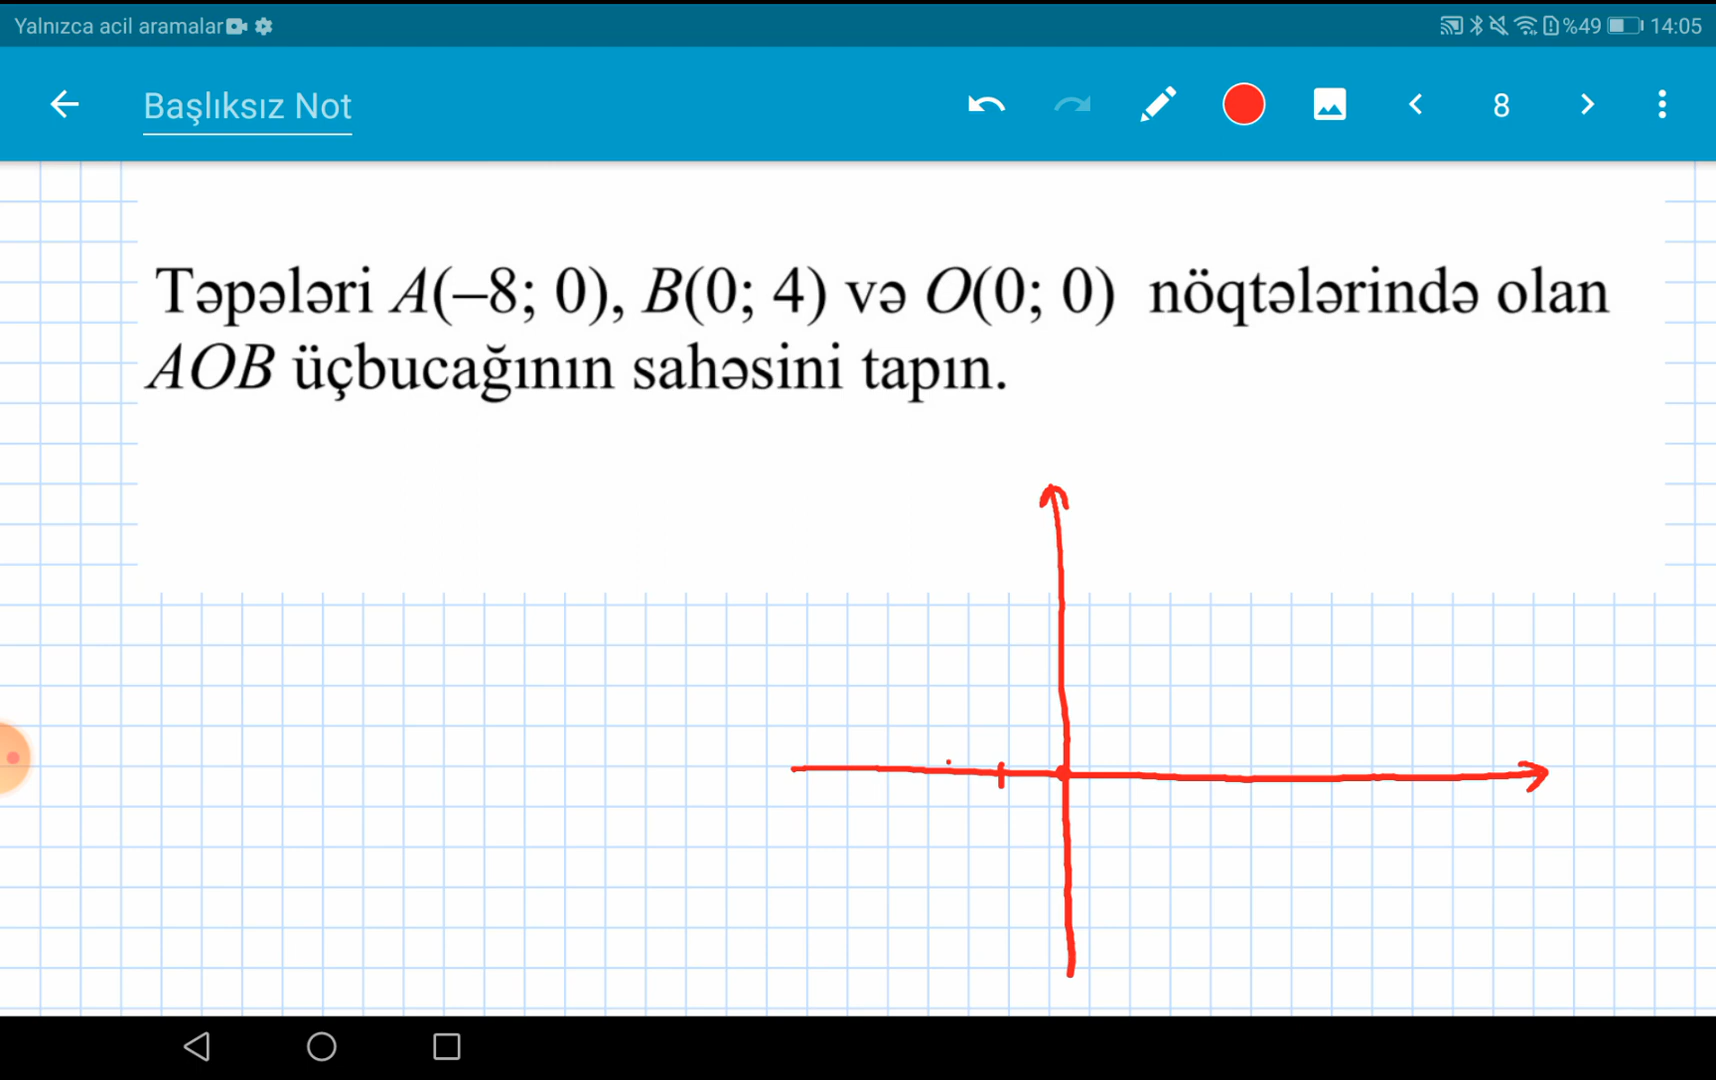 Yalnızca acil aramalar
%49 14:05
Başlıksız Not
8
Təpələri A(–8; 0), B(0; 4) və O(0; 0) nöqtələrində olan
AOB üçbucağının sahəsini tapın.